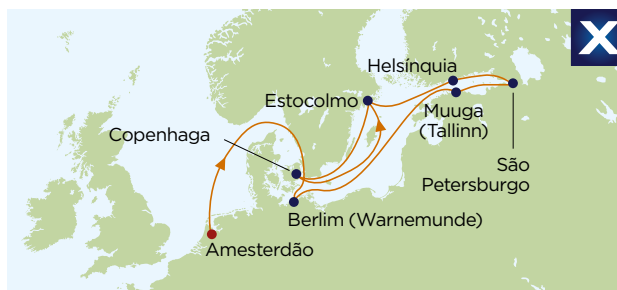 X
Helsínquia
Estocolmo
Muuga
(Tallinn)
Copenhaga
São
Petersburgo
Berlim (Warnemunde)
Amesterdão